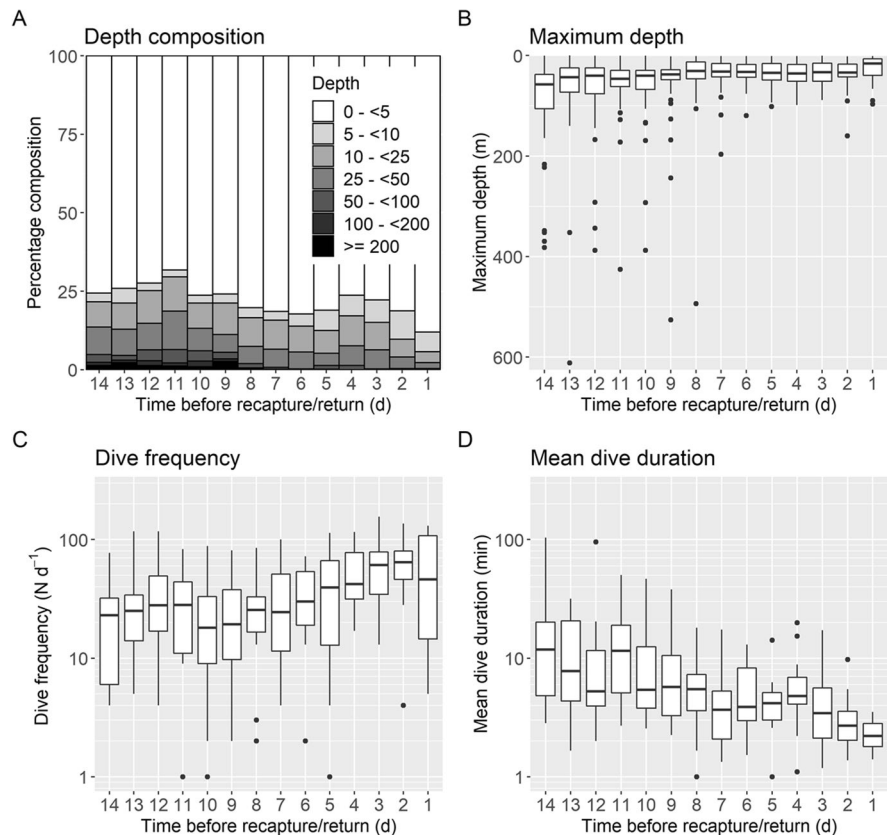 A
Depth composition
Percentage composition
100
75
50
25
0
Depth
0 - <5
5 - <10
10 - <25
25 - <50
50 - <100
100 - <200
>= 200
14 13 12 11 10 9 8 7 6 5 4 3 2 1
Time before recapture/return (d)
B
Maximum depth
Maximum depth (m)
0
200
400
600
14 13 12 11 10 9 8 7 6 5 4 3 2 1
Time before recapture/return (d)
C
Dive frequency
Dive frequency (N d⁻¹)
100
10
1
14 13 12 11 10 9 8 7 6 5 4 3 2 1
Time before recapture/return (d)
D
Mean dive duration
Mean dive duration (min)
100
10
1
14 13 12 11 10 9 8 7 6 5 4 3 2 1
Time before recapture/return (d)